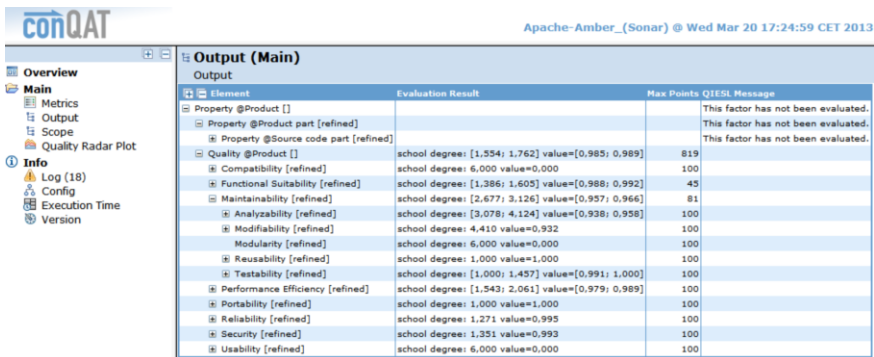 conQAT
Apache-Amber_(Sonar) @ Wed Mar 20 17:24:59 CET 2013
Overview
Main
Metrics
Output
Scope
Quality Radar Plot
Info
Log (18)
Config
Execution Time
Version
Output (Main)
Output
Element Evaluation Result Max Points QIESL Message
Property @Product [] This factor has not been evaluated.
Property @Product part [refined] This factor has not been evaluated.
Property @Source code part [refined] This factor has not been evaluated.
Quality @Product [] school degree: [1,554; 1,762] value=[0,985; 0,989] 819
Compatibility [refined] school degree: 6,000 value=0,000 100
Functional Suitability [refined] school degree: [1,386; 1,605] value=[0,988; 0,992] 45
Maintainability [refined] school degree: [2,677; 3,126] value=[0,957; 0,966] 81
Analyzability [refined] school degree: [3,078; 4,124] value=[0,938; 0,958] 100
Modifiability [refined] school degree: 4,410 value=0,932 100
Modularity [refined] school degree: 6,000 value=0,000 100
Reusability [refined] school degree: 1,000 value=1,000 100
Testability [refined] school degree: [1,000; 1,457] value=[0,991; 1,000] 100
Performance Efficiency [refined] school degree: [1,543; 2,061] value=[0,979; 0,989] 100
Portability [refined] school degree: 1,000 value=1,000 100
Reliability [refined] school degree: 1,271 value=0,995 100
Security [refined] school degree: 1,351 value=0,993 100
Usability [refined] school degree: 6,000 value=0,000 100